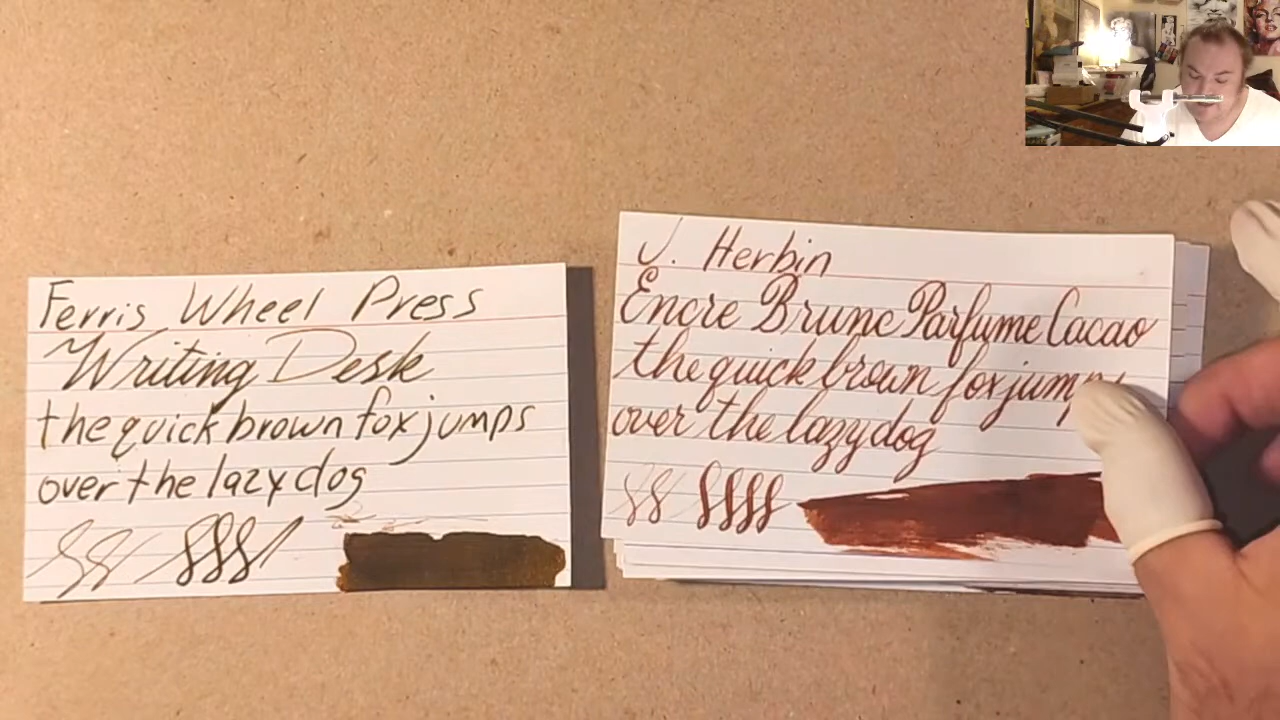 Ferris Wheel Press
Writing Desk
the quick brown fox jumps
over the lazy dog
J. Herbin
Encre Brune Parfume Cacao
the quick brown fox jumps
over the lazy dog